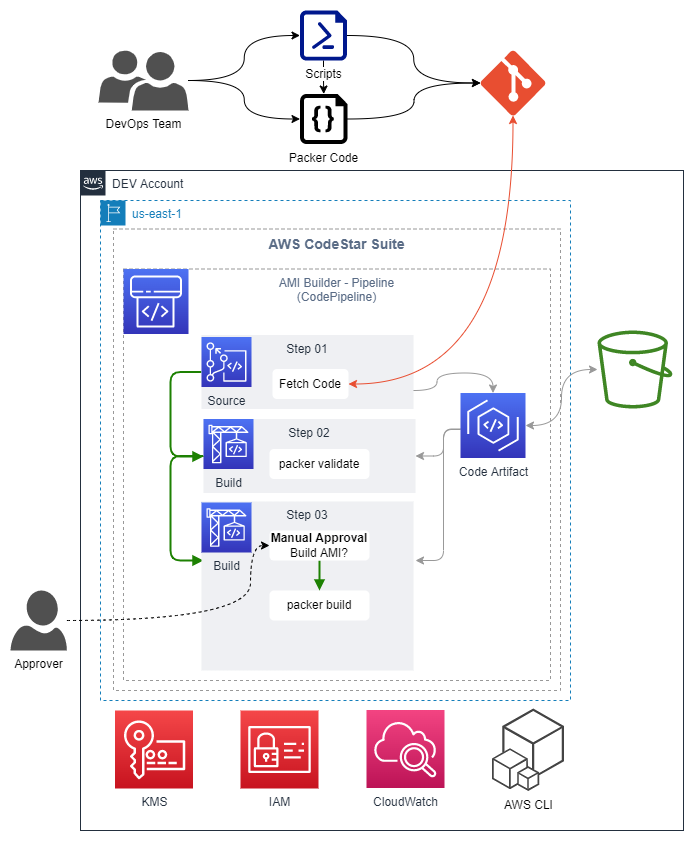 Scripts
DevOps Team
{}
Packer Code
aws
DEV Account
us-east-1
AWS CodeStar Suite
AMI Builder - Pipeline
(CodePipeline)
Step 01
Fetch Code
Source
Step 02
packer validate
Build
Code Artifact
Step 03
Manual Approval
Build AMI?
Build
packer build
Approver
KMS
IAM
CloudWatch
AWS CLI